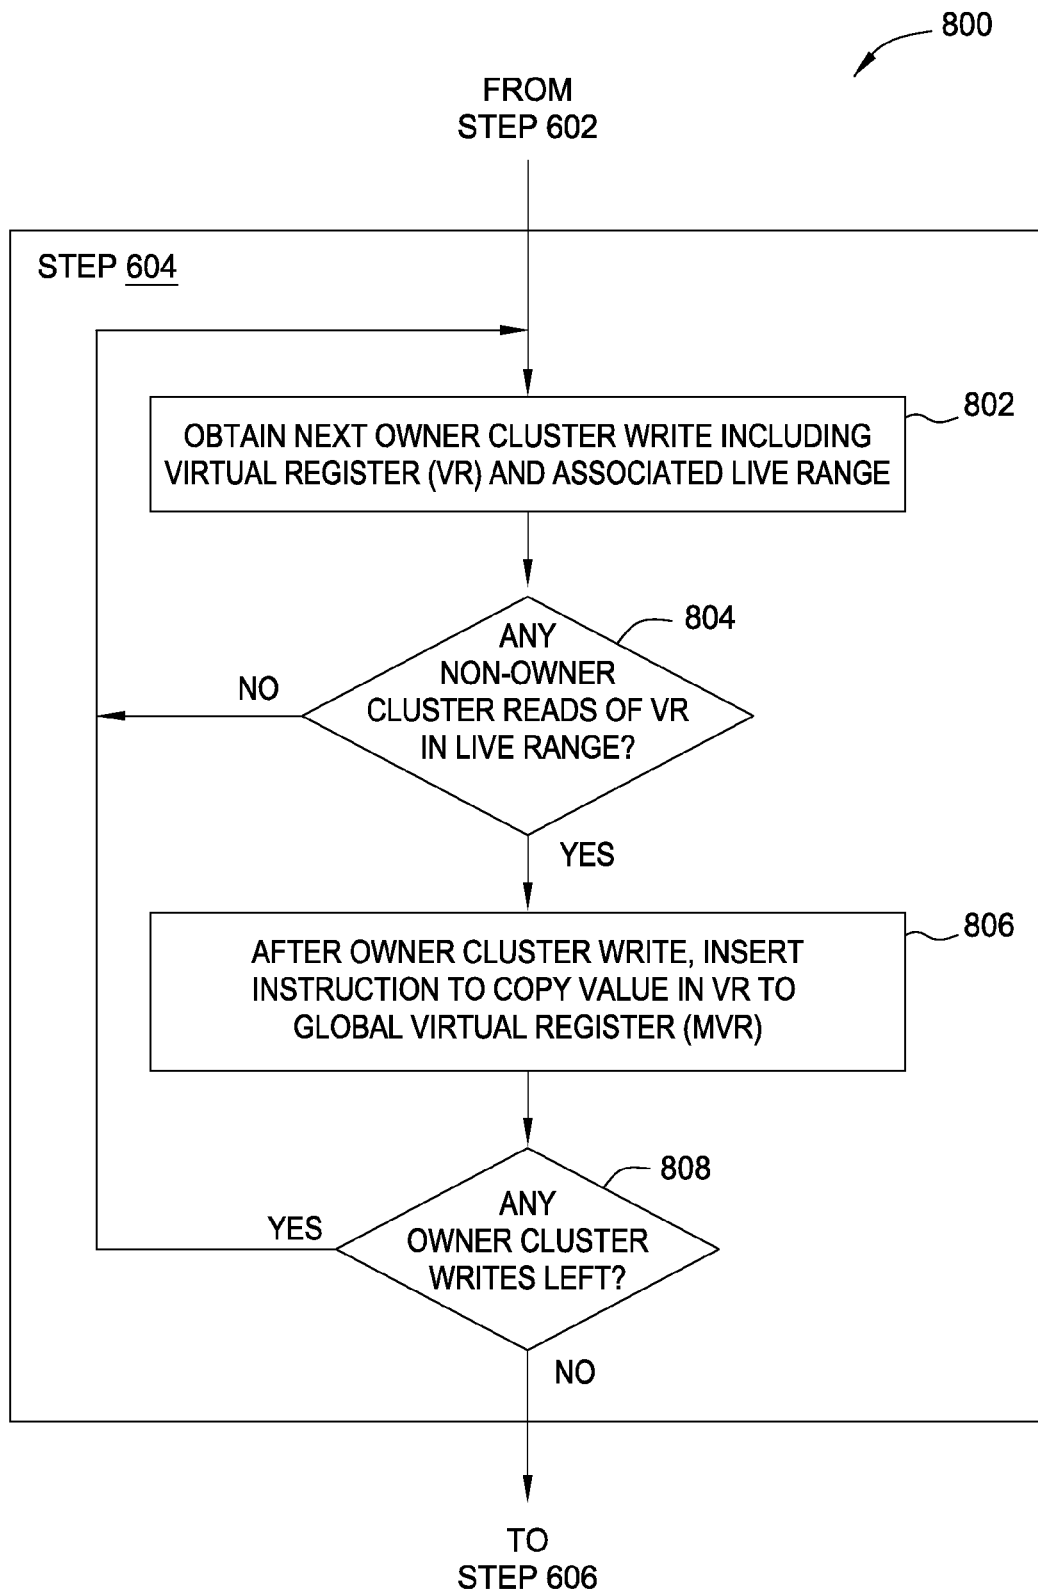 800
FROM
STEP 602
STEP 604
OBTAIN NEXT OWNER CLUSTER WRITE INCLUDING
VIRTUAL REGISTER (VR) AND ASSOCIATED LIVE RANGE
802
ANY
NON-OWNER
CLUSTER READS OF VR
IN LIVE RANGE?
804
NO
YES
AFTER OWNER CLUSTER WRITE, INSERT
INSTRUCTION TO COPY VALUE IN VR TO
GLOBAL VIRTUAL REGISTER (MVR)
806
ANY
OWNER CLUSTER
WRITES LEFT?
808
YES
NO
TO
STEP 606